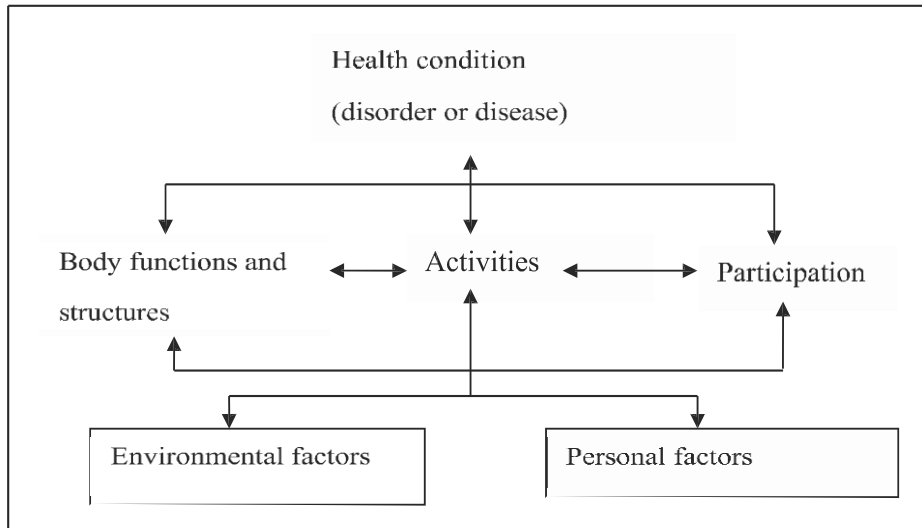 Health condition
(disorder or disease)
Body functions and
structures
Activities
Participation
Environmental factors
Personal factors